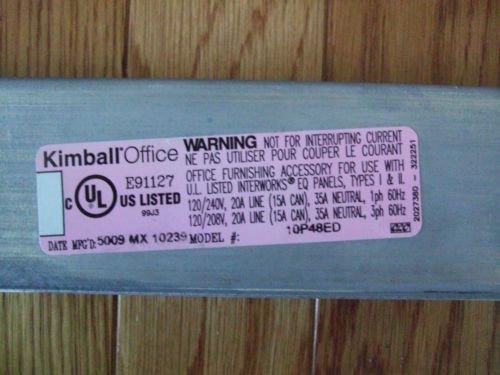 Kimball Office
WARNING NOT FOR INTERRUPTING CURRENT
NE PAS UTILISER POUR COUPER LE COURANT
OFFICE FURNISHING ACCESSORY FOR USE WITH
U.L. LISTED INTERWORKS® EQ PANELS, TYPES I & II.
120/240V, 20A LINE (15A CAN), 35A NEUTRAL, 1ph 60Hz
120/208V, 20A LINE (15A CAN), 35A NEUTRAL, 3ph 60Hz
C UL US LISTED
E91127
99J3
DATE MFG'D: 5009 MX 10239 MODEL #: 10P48ED
2027380 - 322251